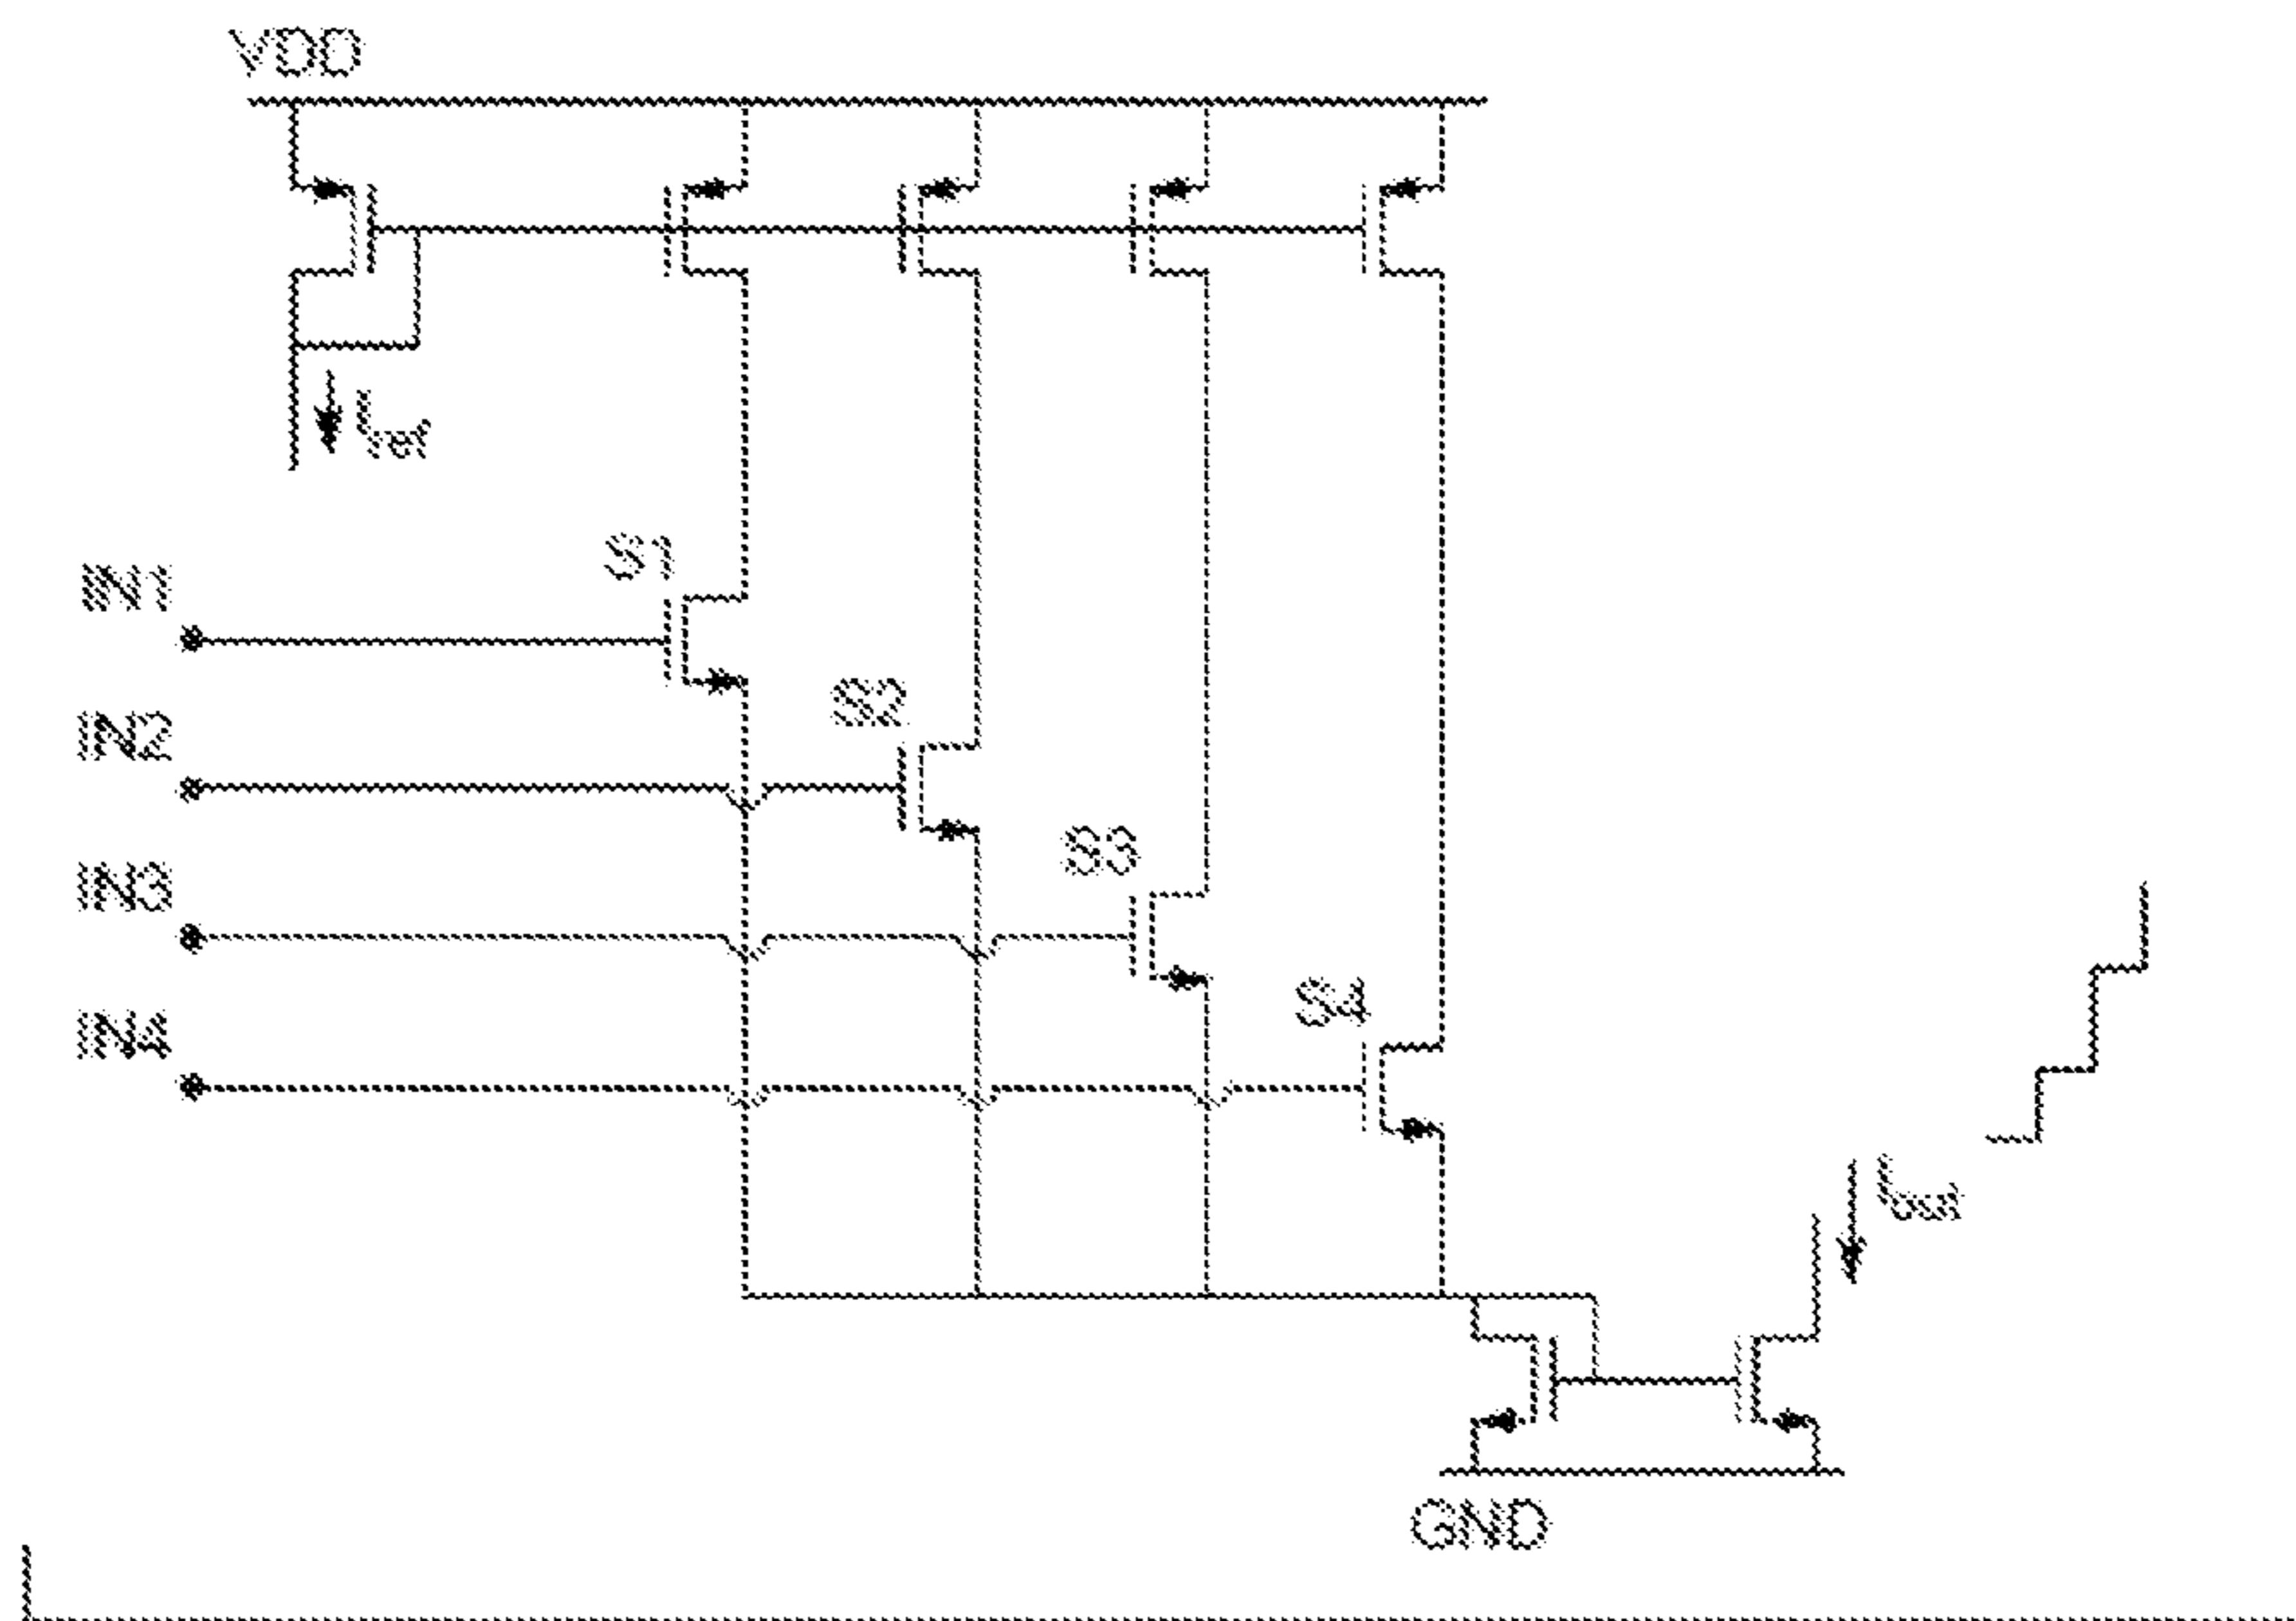 VDD
Iref
S1
IN1
S2
IN2
S3
IN3
S4
IN4
Iout
GND